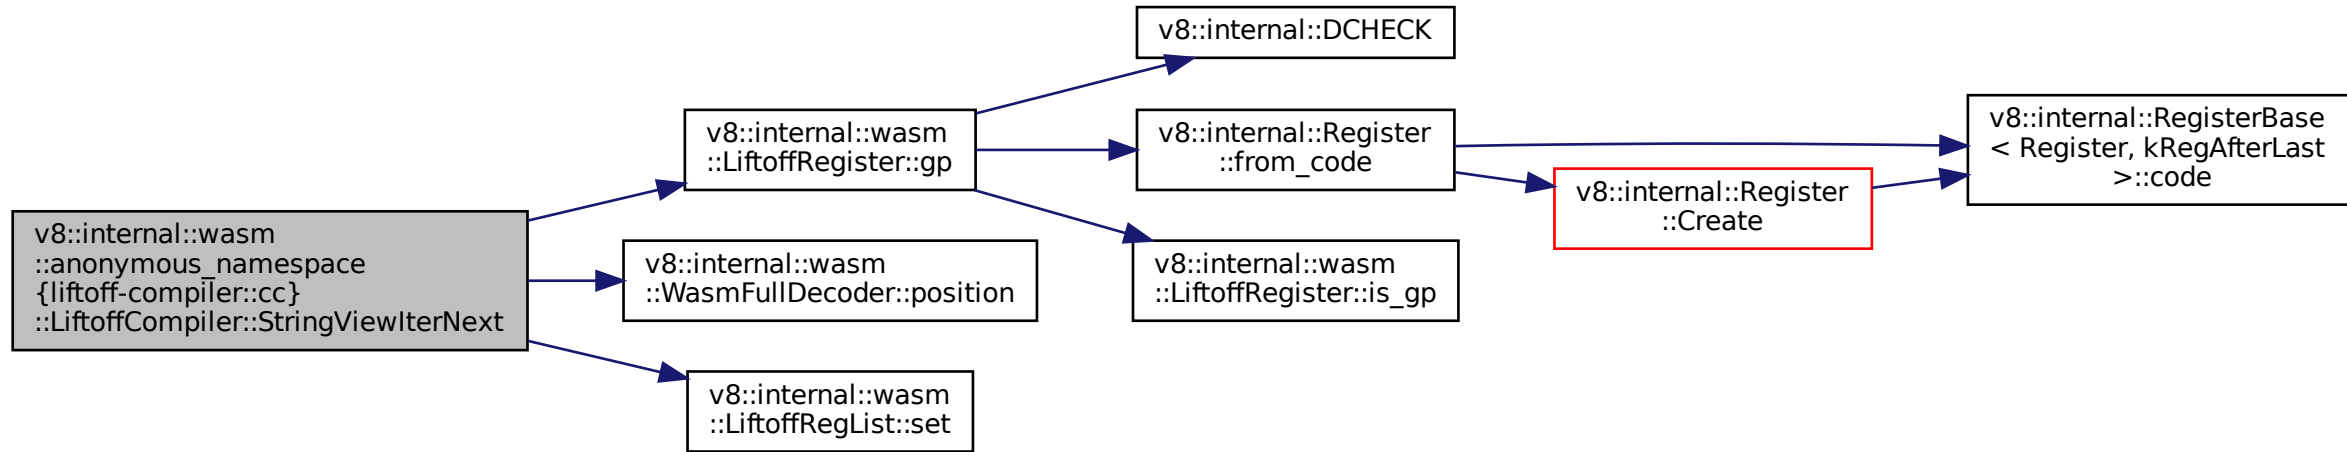 v8::internal::wasm
::anonymous_namespace
{liftoff-compiler::cc}
::LiftoffCompiler::StringViewIterNext
v8::internal::wasm
::LiftoffRegister::gp
v8::internal::wasm
::WasmFullDecoder::position
v8::internal::wasm
::LiftoffRegList::set
v8::internal::DCHECK
v8::internal::Register
::from_code
v8::internal::wasm
::LiftoffRegister::is_gp
v8::internal::Register
::Create
v8::internal::RegisterBase
< Register, kRegAfterLast
>::code